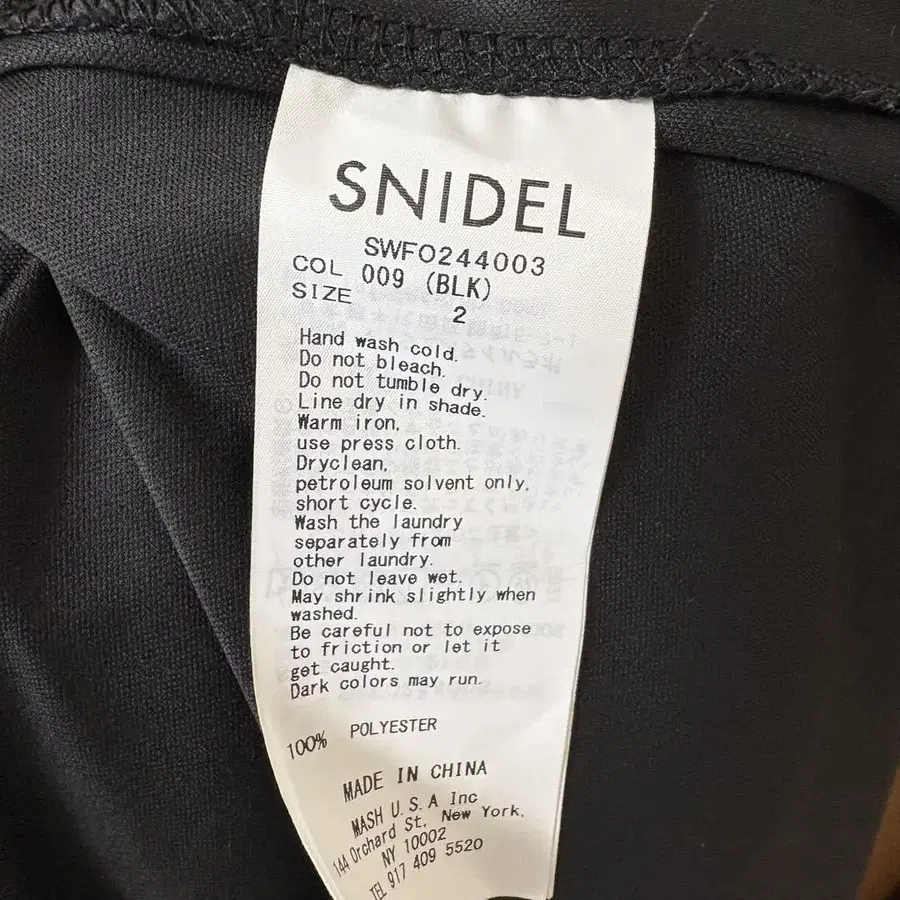 SNIDEL
SWFO244003
COL 009 (BLK)
SIZE 2
Hand wash cold.
Do not bleach.
Do not tumble dry.
Line dry in shade.
Warm iron,
use press cloth.
Dryclean,
petroleum solvent only,
short cycle.
Wash the laundry
separately from
other laundry.
Do not leave wet.
May shrink slightly when
washed.
Be careful not to expose
to friction or let it
get caught.
Dark colors may run.
100% POLYESTER
MADE IN CHINA
MASH U.S.A Inc
144 Orchard St, New York,
NY 10002
TEL 917 409 5520